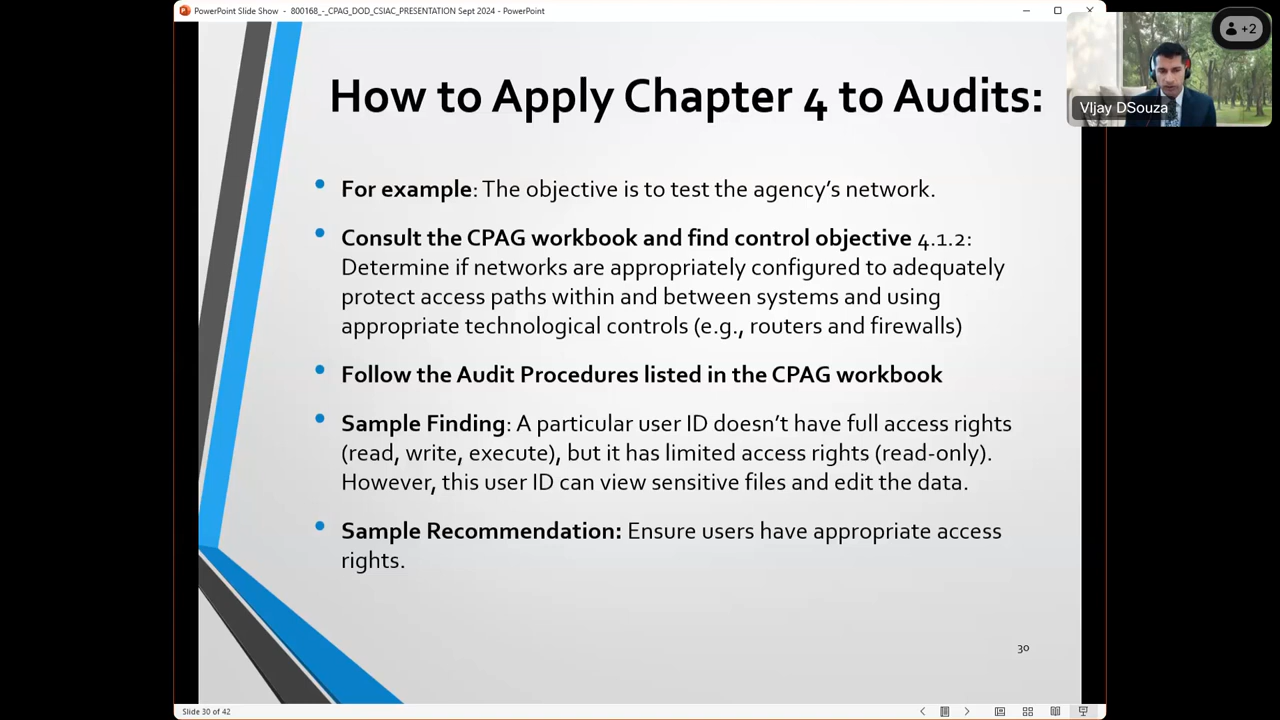 PowerPoint Slide Show - 800168_-_CPAG_DOD_CSIAC_PRESENTATION Sept 2024 - PowerPoint
+2
VIjay DSouza
How to Apply Chapter 4 to Audits:
• For example: The objective is to test the agency’s network.
• Consult the CPAG workbook and find control objective 4.1.2:
Determine if networks are appropriately configured to adequately
protect access paths within and between systems and using
appropriate technological controls (e.g., routers and firewalls)
• Follow the Audit Procedures listed in the CPAG workbook
• Sample Finding: A particular user ID doesn’t have full access rights
(read, write, execute), but it has limited access rights (read-only).
However, this user ID can view sensitive files and edit the data.
• Sample Recommendation: Ensure users have appropriate access
rights.
30
Slide 30 of 42